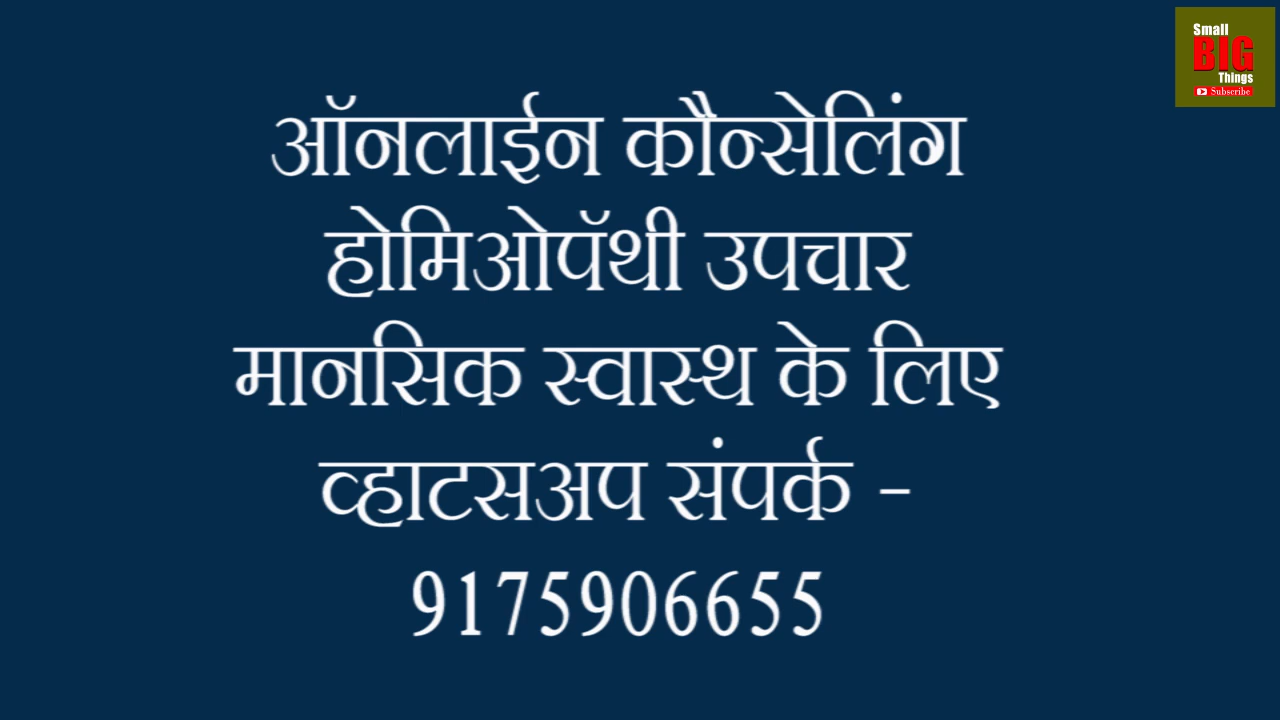 ऑनलाईन कौन्सेलिंग
होमिओपॅथी उपचार
मानसिक स्वास्थ के लिए
व्हाटसअप संपर्क -
9175906655
Small
BIG
Things
Subscribe